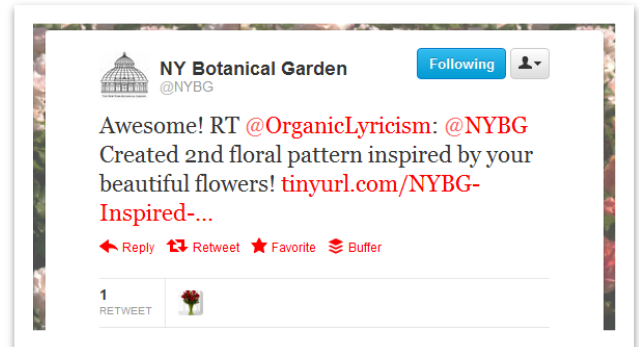 NY Botanical Garden
@NYBG
Following
Awesome! RT @OrganicLyricism: @NYBG
Created 2nd floral pattern inspired by your
beautiful flowers! tinyurl.com/NYBG-
Inspired-...
Reply Retweet Favorite Buffer
1
RETWEET